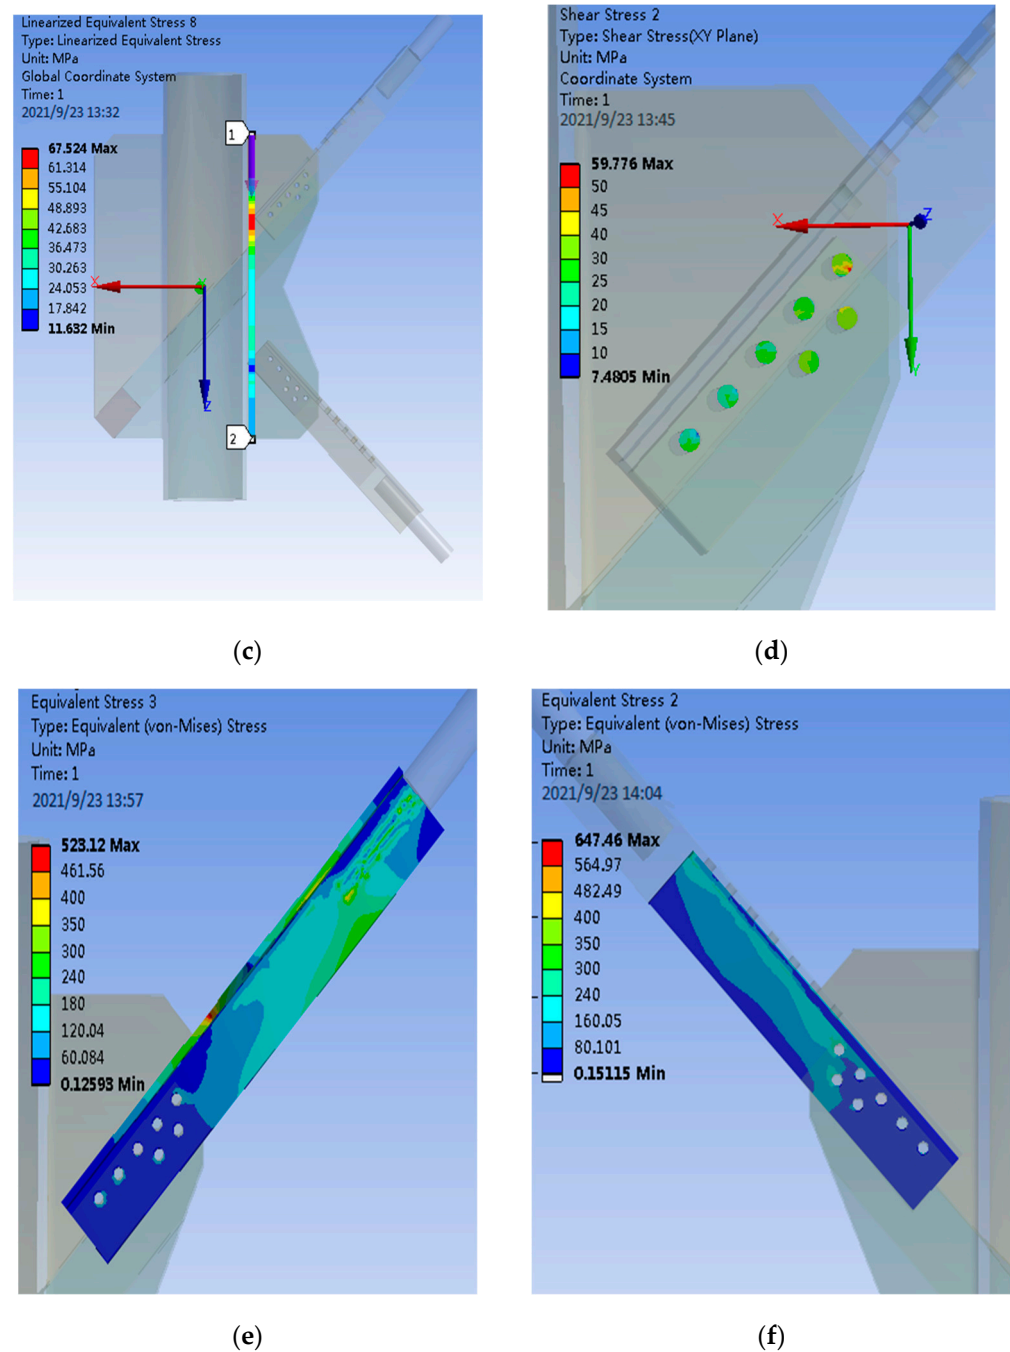 Linearized Equivalent Stress 8
Type: Linearized Equivalent Stress
Unit: MPa
Global Coordinate System
Time: 1
2021/9/23 13:32
67.524 Max
61.314
55.104
48.893
42.683
36.473
30.263
24.053
17.842
11.632 Min
1
2
X
Y
Z
(c)
Shear Stress 2
Type: Shear Stress(XY Plane)
Unit: MPa
Coordinate System
Time: 1
2021/9/23 13:45
59.776 Max
50
45
40
30
25
20
15
10
7.4805 Min
X
Z
Y
(d)
Equivalent Stress 3
Type: Equivalent (von-Mises) Stress
Unit: MPa
Time: 1
2021/9/23 13:57
523.12 Max
461.56
400
350
300
240
180
120.04
60.084
0.12593 Min
(e)
Equivalent Stress 2
Type: Equivalent (von-Mises) Stress
Unit: MPa
Time: 1
2021/9/23 14:04
647.46 Max
564.97
482.49
400
350
300
240
160.05
80.101
0.15115 Min
(f)